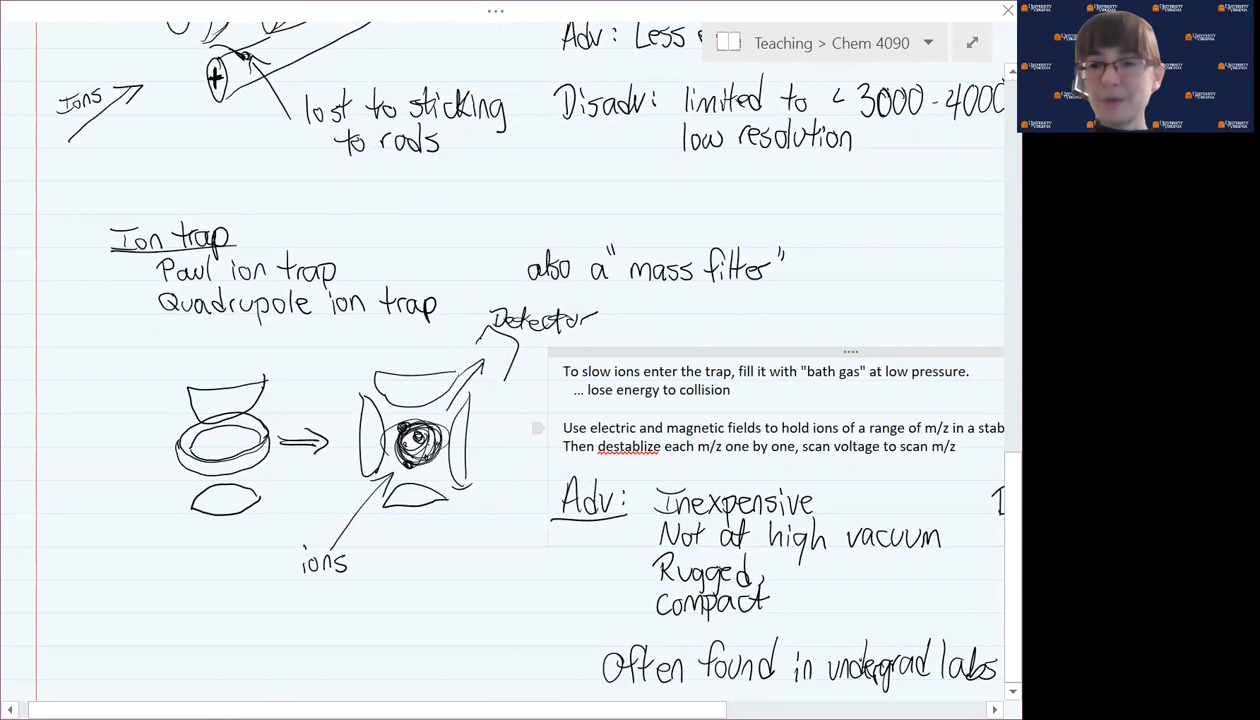 Teaching > Chem 4090
Adv: Less
Ions
+
lost to sticking
to rods
Disadv: limited to < 3000-4000
low resolution
Ion trap
Paul ion trap
Quadrupole ion trap
also a "mass filter"
Detector
ions
To slow ions enter the trap, fill it with "bath gas" at low pressure.
... lose energy to collision
Use electric and magnetic fields to hold ions of a range of m/z in a stab
Then destablize each m/z one by one, scan voltage to scan m/z
Adv: Inexpensive
Not at high vacuum
Rugged,
compact
Often found in undergrad labs